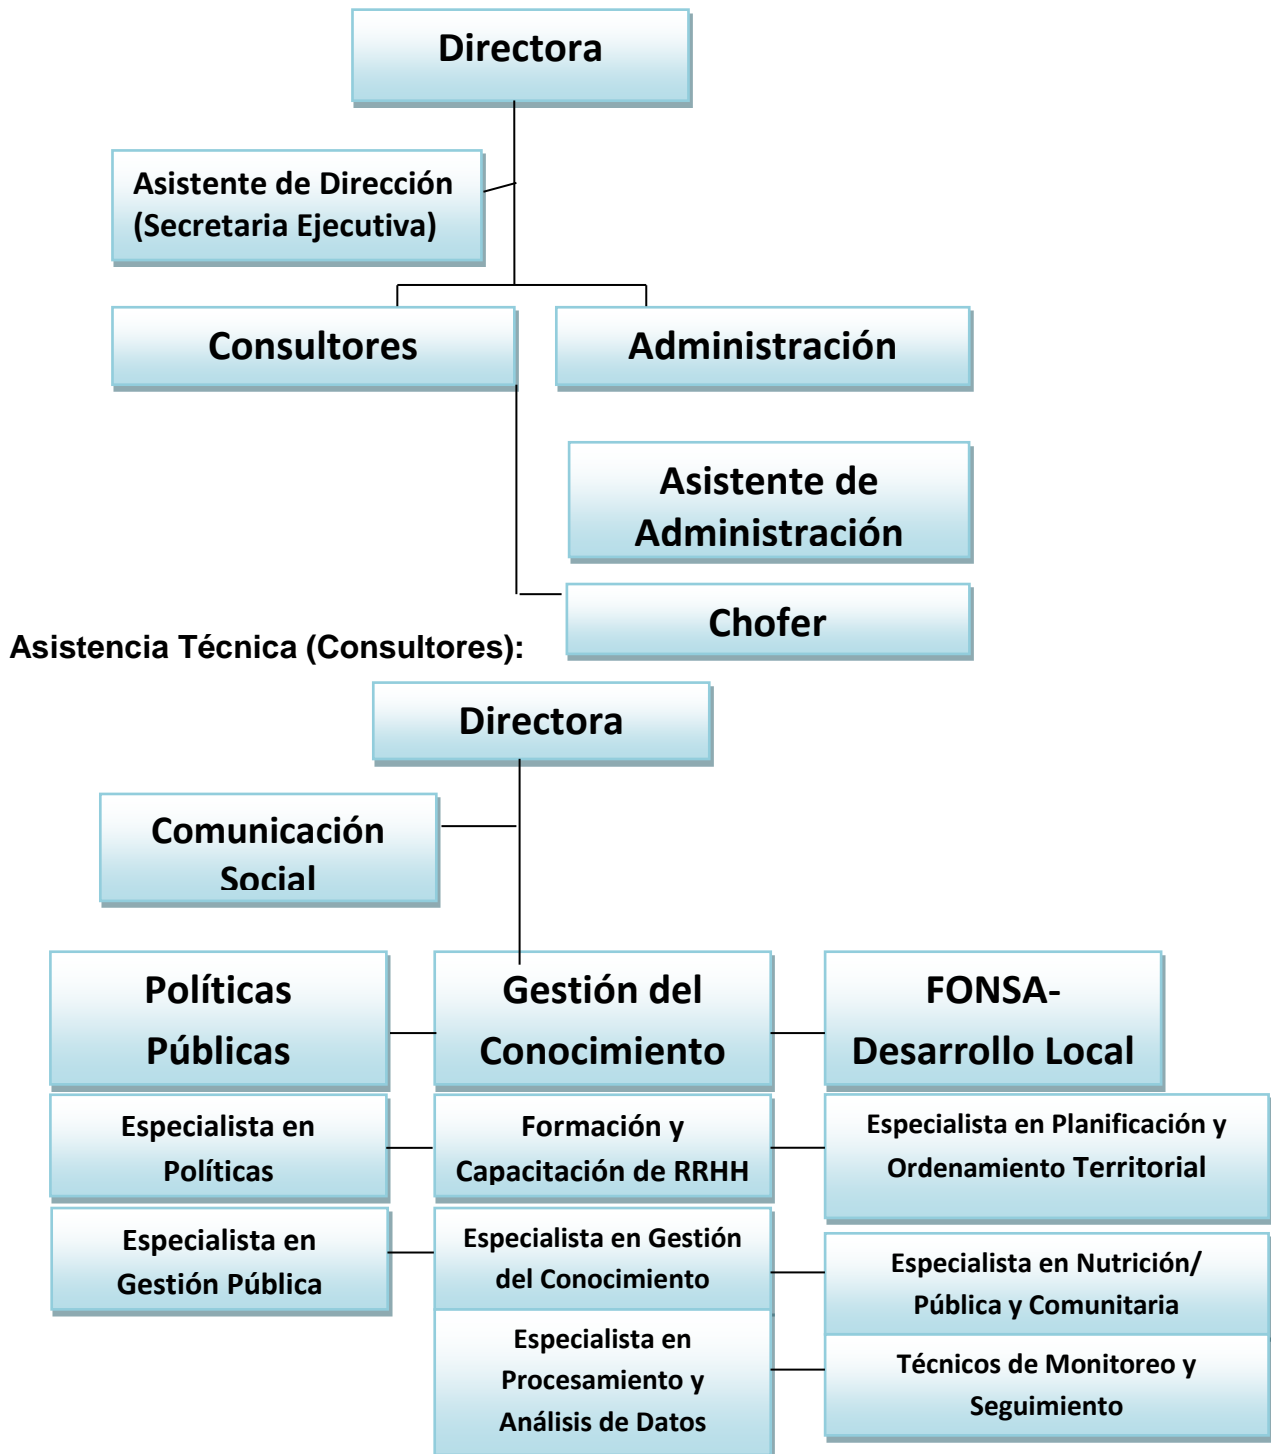 Directora
Asistente de Dirección
(Secretaria Ejecutiva)
Consultores
Administración
Asistente de
Administración
Chofer
Asistencia Técnica (Consultores):
Directora
Comunicación
Social
Políticas
Públicas
Gestión del
Conocimiento
FONSA-
Desarrollo Local
Especialista en
Políticas
Formación y
Capacitación de RRHH
Especialista en Planificación y
Ordenamiento Territorial
Especialista en
Gestión Pública
Especialista en Gestión
del Conocimiento
Especialista en Nutrición/
Pública y Comunitaria
Especialista en
Procesamiento y
Análisis de Datos
Técnicos de Monitoreo y
Seguimiento